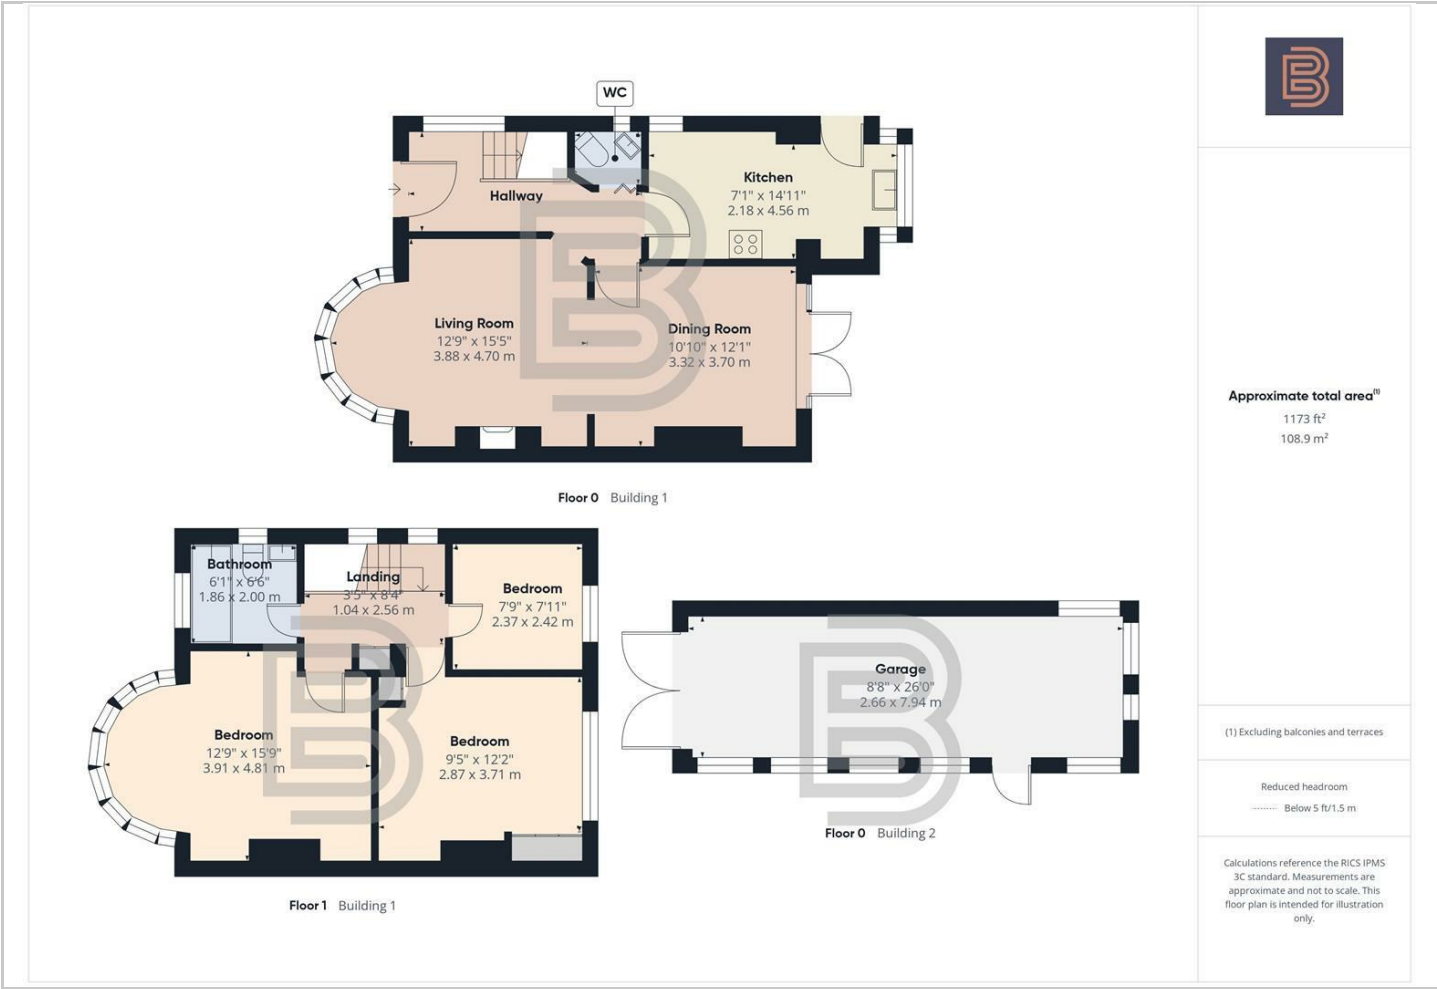 WC
Kitchen
7'1" x 14'11"
2.18 x 4.56 m
Hallway
Living Room
12'9" x 15'5"
3.88 x 4.70 m
Dining Room
10'10" x 12'1"
3.32 x 3.70 m
Floor 0 Building 1
Bathroom
6'1" x 6'6"
1.86 x 2.00 m
Landing
3'5" x 8'4"
1.04 x 2.56 m
Bedroom
7'9" x 7'11"
2.37 x 2.42 m
Bedroom
12'9" x 15'9"
3.91 x 4.81 m
Bedroom
9'5" x 12'2"
2.87 x 3.71 m
Floor 1 Building 1
Garage
8'8" x 26'0"
2.66 x 7.94 m
Floor 0 Building 2
B
Approximate total area(1)
1173 ft²
108.9 m²
(1) Excluding balconies and terraces
Reduced headroom
Below 5 ft/1.5 m
Calculations reference the RICS IPMS
3C standard. Measurements are
approximate and not to scale. This
floor plan is intended for illustration
only.